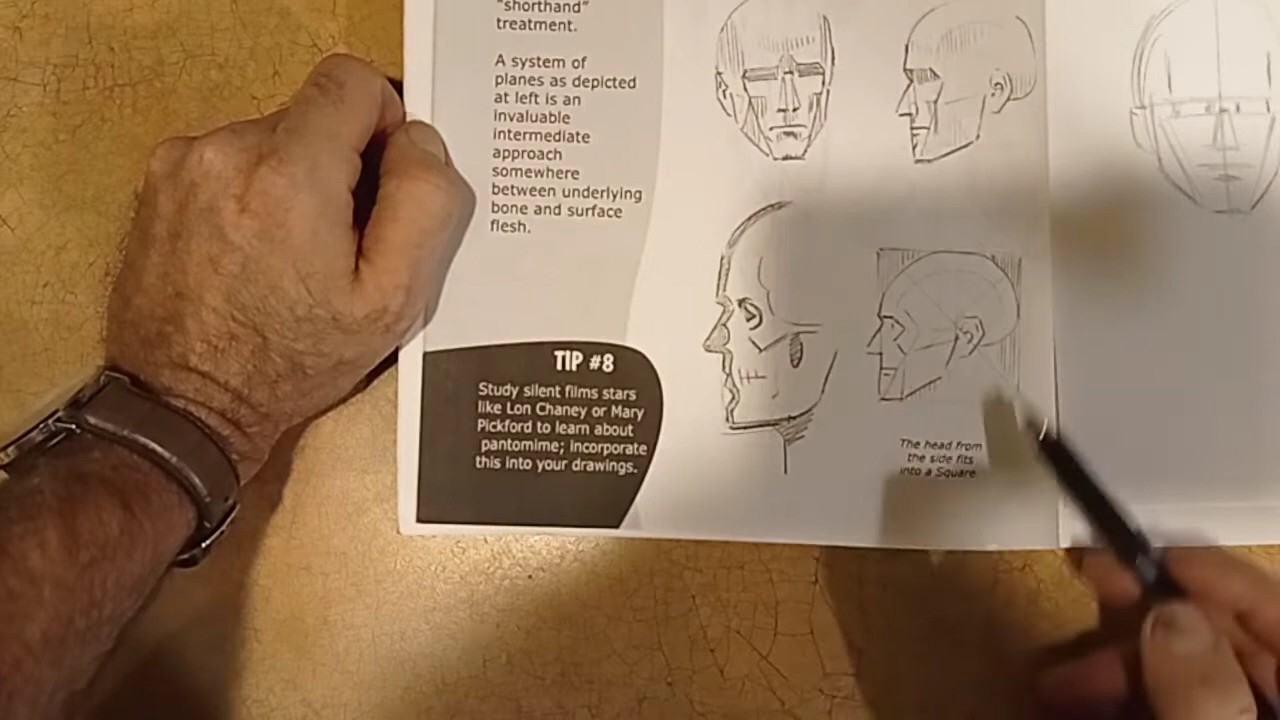 "shorthand"
treatment.
A system of
planes as depicted
at left is an
invaluable
intermediate
approach
somewhere
between underlying
bone and surface
flesh.
TIP #8
Study silent films stars
like Lon Chaney or Mary
Pickford to learn about
pantomime; incorporate
this into your drawings.
The head from
the side fits
into a Square